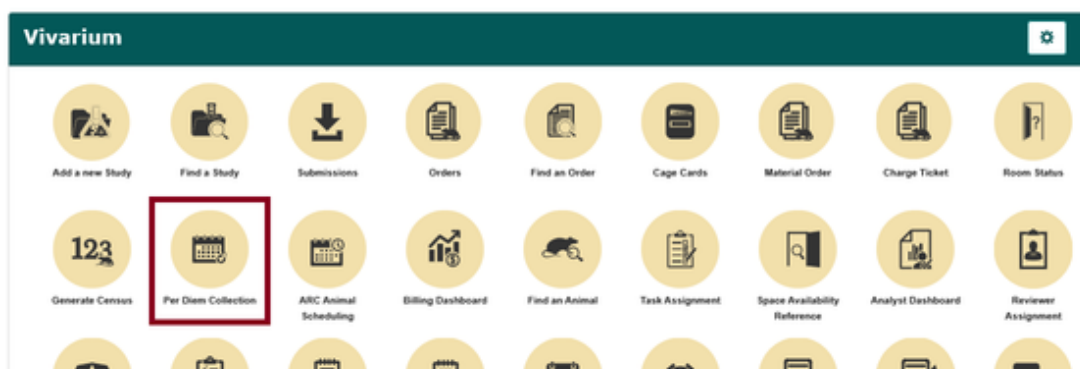 Vivarium
Add a new Study
Find a Study
Submissions
Orders
Find an Order
Cage Cards
Material Order
Charge Ticket
Room Status
?
123
Generate Census
Per Diem Collection
ARC Animal
Scheduling
Billing Dashboard
$
Find an Animal
Task Assignment
Space Availability
Reference
Analyst Dashboard
Reviewer
Assignment